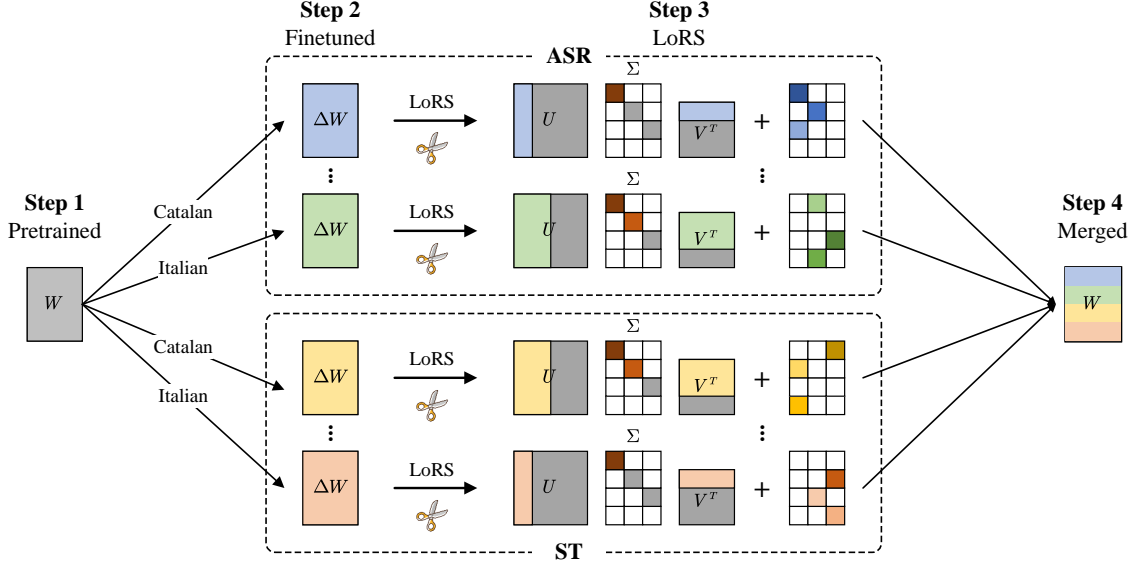 Step 1
Pretrained
W
Catalan
Italian
Catalan
Italian
Step 2
Finetuned
Step 3
LoRS
ASR
ΔW
LoRS
U
Σ
V^T
+
ΔW
LoRS
U
Σ
V^T
+
ΔW
LoRS
U
Σ
V^T
+
ΔW
LoRS
U
Σ
V^T
+
ST
Step 4
Merged
W